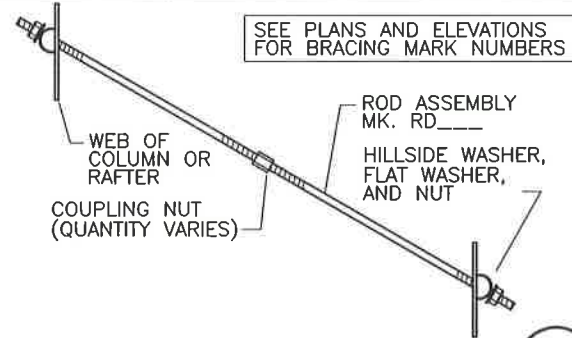 SEE PLANS AND ELEVATIONS
FOR BRACING MARK NUMBERS
ROD ASSEMBLY
MK. RD___
WEB OF
COLUMN OR
RAFTER
HILLSIDE WASHER,
FLAT WASHER,
AND NUT
COUPLING NUT
(QUANTITY VARIES)